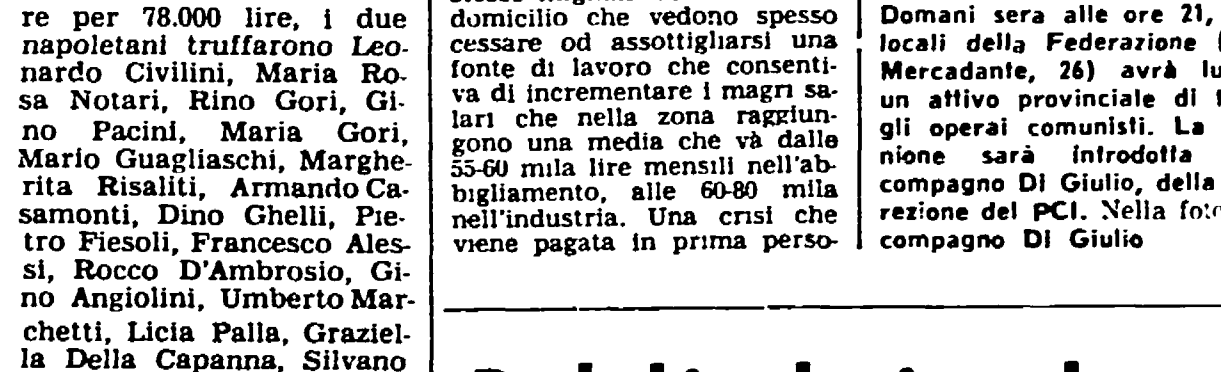 re per 78.000 lire, i due
napoletani truffarono Leo-
nardo Civilini, Maria Ro-
sa Notari, Rino Gori, Gi-
no Pacini, Maria Gori,
Mario Guagliaschi, Marghe-
rita Risaliti, Armando Ca-
samonti, Dino Ghelli, Pie-
tro Fiesoli, Francesco Ales-
si, Rocco D'Ambrosio, Gi-
no Angiolini, Umberto Mar-
chetti, Licia Palla, Graziel-
la Della Capanna, Silvano
domicilio che vedono spesso
cessare od assottigliarsi una
fonte di lavoro che consenti-
va di incrementare i magri sa-
lari che nella zona raggiun-
gono una media che và dalle
55-60 mila lire mensili nell'ab-
bigliamento, alle 60-80 mila
nell'industria. Una crisi che
viene pagata in prima perso-
Domani sera alle ore 21,
locali della Federazione
Mercadante, 26) avrà lu
un attivo provinciale di
gli operai comunisti. La
nione sarà introdotta
compagno Di Giulio, della
rezione del PCI. Nella foto
compagno Di Giulio